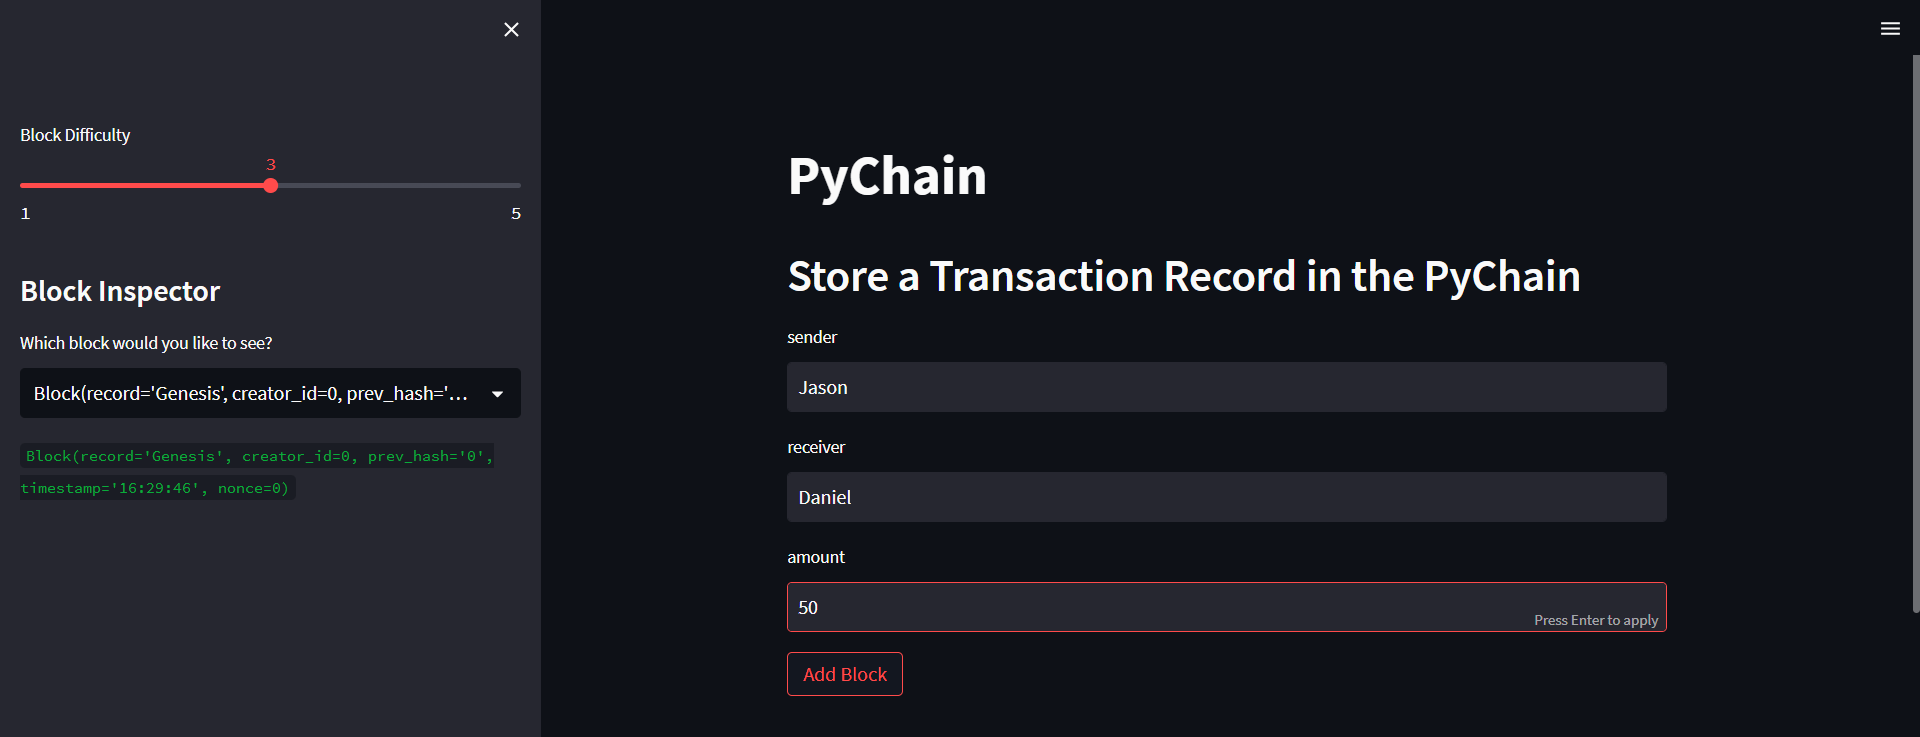 Block Difficulty
3
1
5
Block Inspector
Which block would you like to see?
Block(record='Genesis', creator_id=0, prev_hash='...
Block(record='Genesis', creator_id=0, prev_hash='0',
timestamp='16:29:46', nonce=0)
PyChain
Store a Transaction Record in the PyChain
sender
Jason
receiver
Daniel
amount
50
Press Enter to apply
Add Block